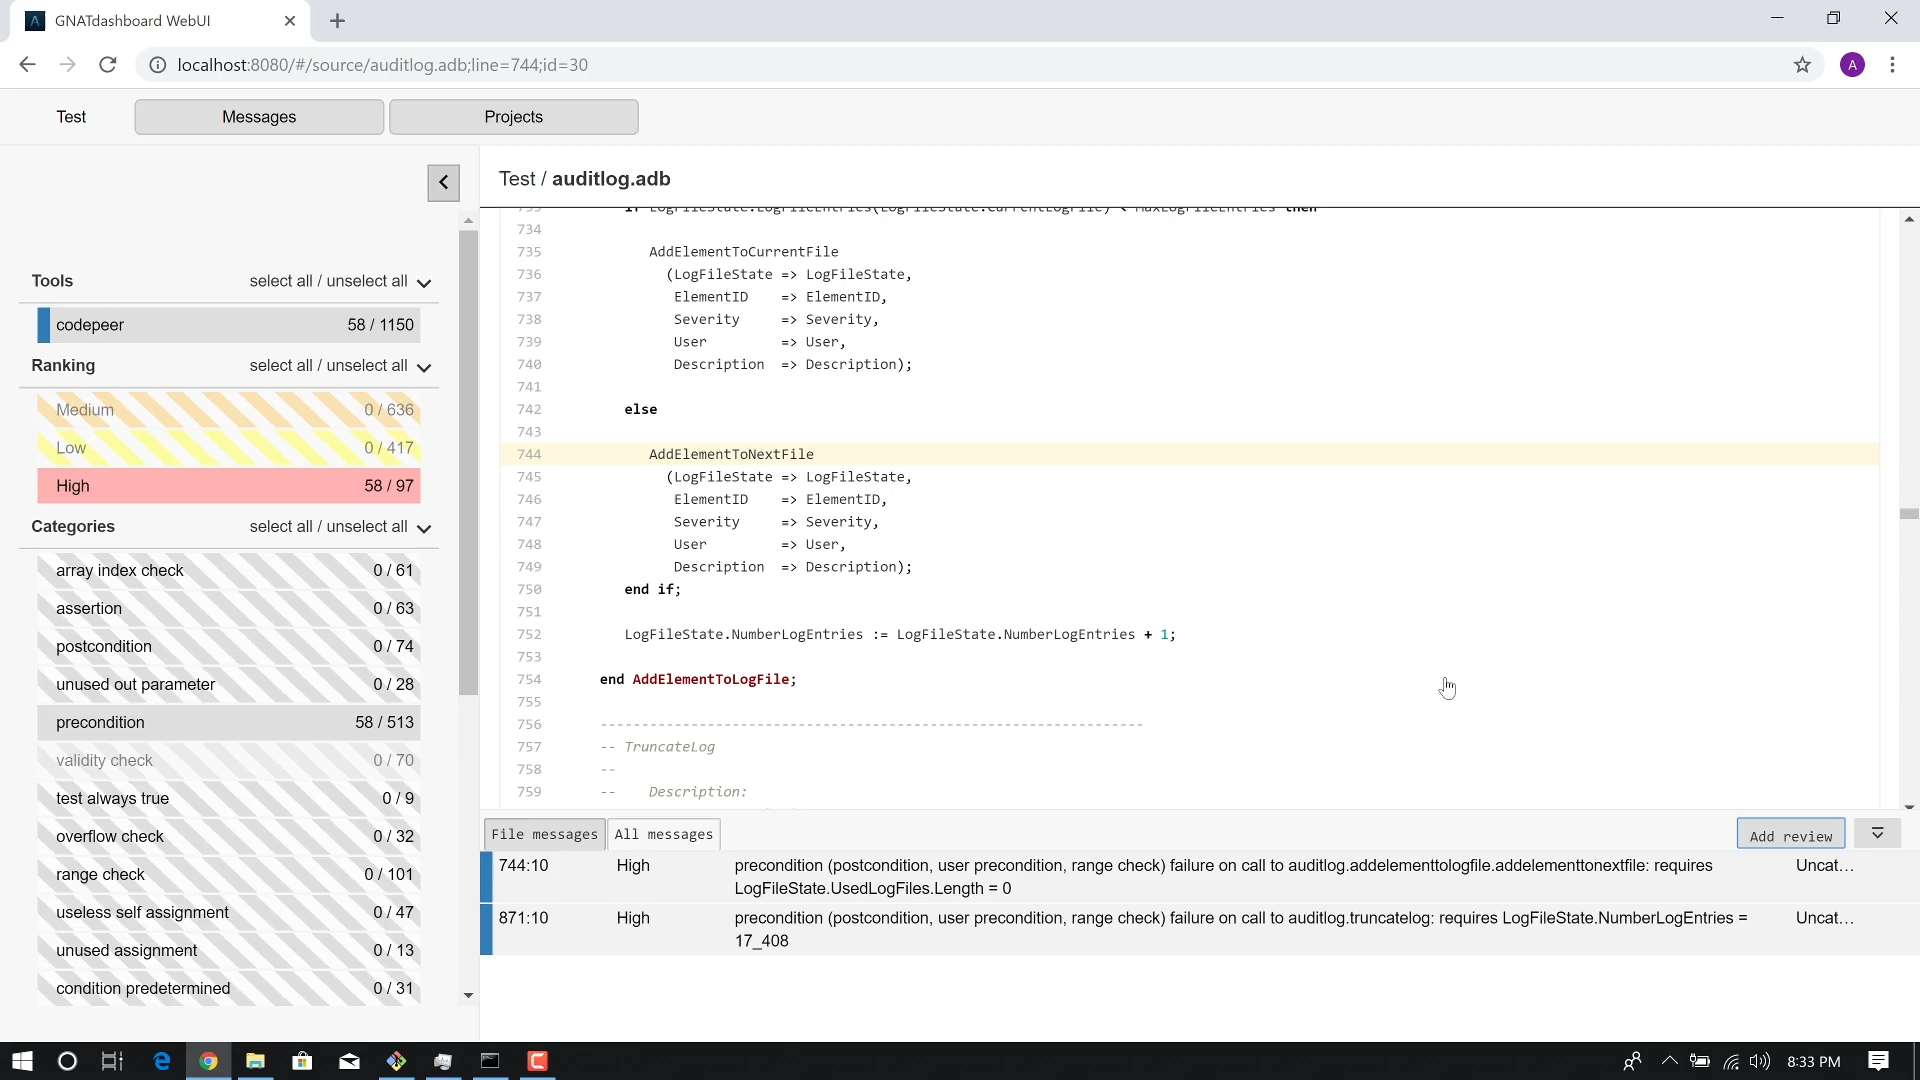 GNATdashboard WebUI
localhost:8080/#/source/auditlog.adb;line=744;id=30
A
Test
Messages
Projects
Test / auditlog.adb
Tools select all / unselect all
codepeer 58 / 1150
Ranking select all / unselect all
Medium 0 / 636
Low 0 / 417
High 58 / 97
Categories select all / unselect all
array index check 0 / 61
assertion 0 / 63
postcondition 0 / 74
unused out parameter 0 / 28
precondition 58 / 513
validity check 0 / 70
test always true 0 / 9
overflow check 0 / 32
range check 0 / 101
useless self assignment 0 / 47
unused assignment 0 / 13
condition predetermined 0 / 31
733 if LogFileState.LogFileEntries(LogFileState.CurrentLogFile) < MaxLogFileEntries then
734
735 AddElementToCurrentFile
736 (LogFileState => LogFileState,
737 ElementID => ElementID,
738 Severity => Severity,
739 User => User,
740 Description => Description);
741
742 else
743
744 AddElementToNextFile
745 (LogFileState => LogFileState,
746 ElementID => ElementID,
747 Severity => Severity,
748 User => User,
749 Description => Description);
750 end if;
751
752 LogFileState.NumberLogEntries := LogFileState.NumberLogEntries + 1;
753
754 end AddElementToLogFile;
755
756 ------------------------------------------------------------------
757 -- TruncateLog
758 --
759 -- Description:
File messages
All messages
Add review
744:10 High precondition (postcondition, user precondition, range check) failure on call to auditlog.addelementtologfile.addelementtonextfile: requires Uncat…
LogFileState.UsedLogFiles.Length = 0
871:10 High precondition (postcondition, user precondition, range check) failure on call to auditlog.truncatelog: requires LogFileState.NumberLogEntries = Uncat…
17_408
8:33 PM